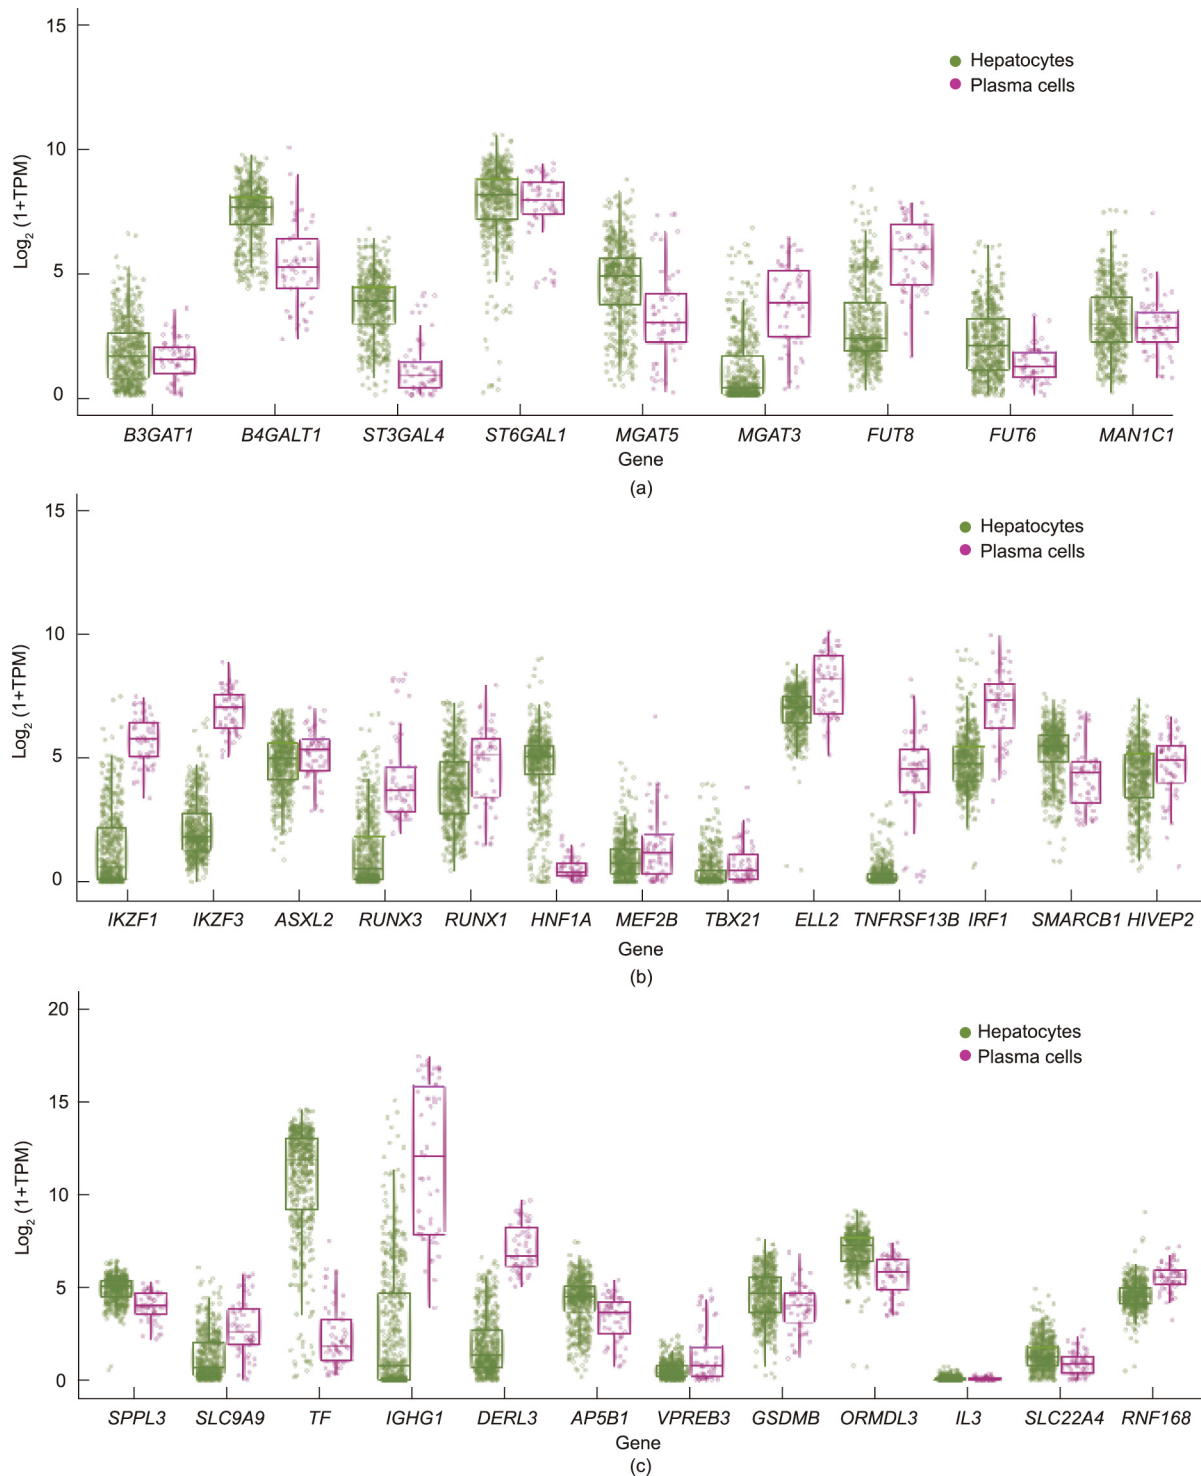 15
Hepatocytes
Plasma cells
10
Log2 (1+TPM)
5
0
B3GAT1 B4GALT1 ST3GAL4 ST6GAL1 MGAT5 MGAT3 FUT8 FUT6 MAN1C1
Gene
(a)
15
Hepatocytes
Plasma cells
10
Log2 (1+TPM)
5
0
IKZF1 IKZF3 ASXL2 RUNX3 RUNX1 HNF1A MEF2B TBX21 ELL2 TNFRSF13B IRF1 SMARCB1 HIVEP2
Gene
(b)
20
Hepatocytes
Plasma cells
15
10
Log2 (1+TPM)
5
0
SPPL3 SLC9A9 TF IGHG1 DERL3 AP5B1 VPREB3 GSDMB ORMDL3 IL3 SLC22A4 RNF168
Gene
(c)